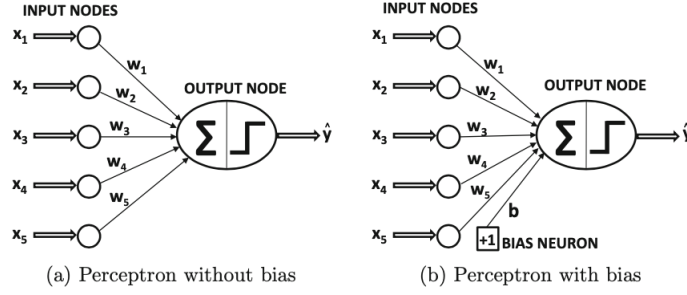 INPUT NODES
x1
x2
x3
x4
x5
w1
w2
w3
w4
w5
OUTPUT NODE
Σ
ŷ
(a) Perceptron without bias
INPUT NODES
x1
x2
x3
x4
x5
w1
w2
w3
w4
w5
b
+1 BIAS NEURON
OUTPUT NODE
Σ
ŷ
(b) Perceptron with bias